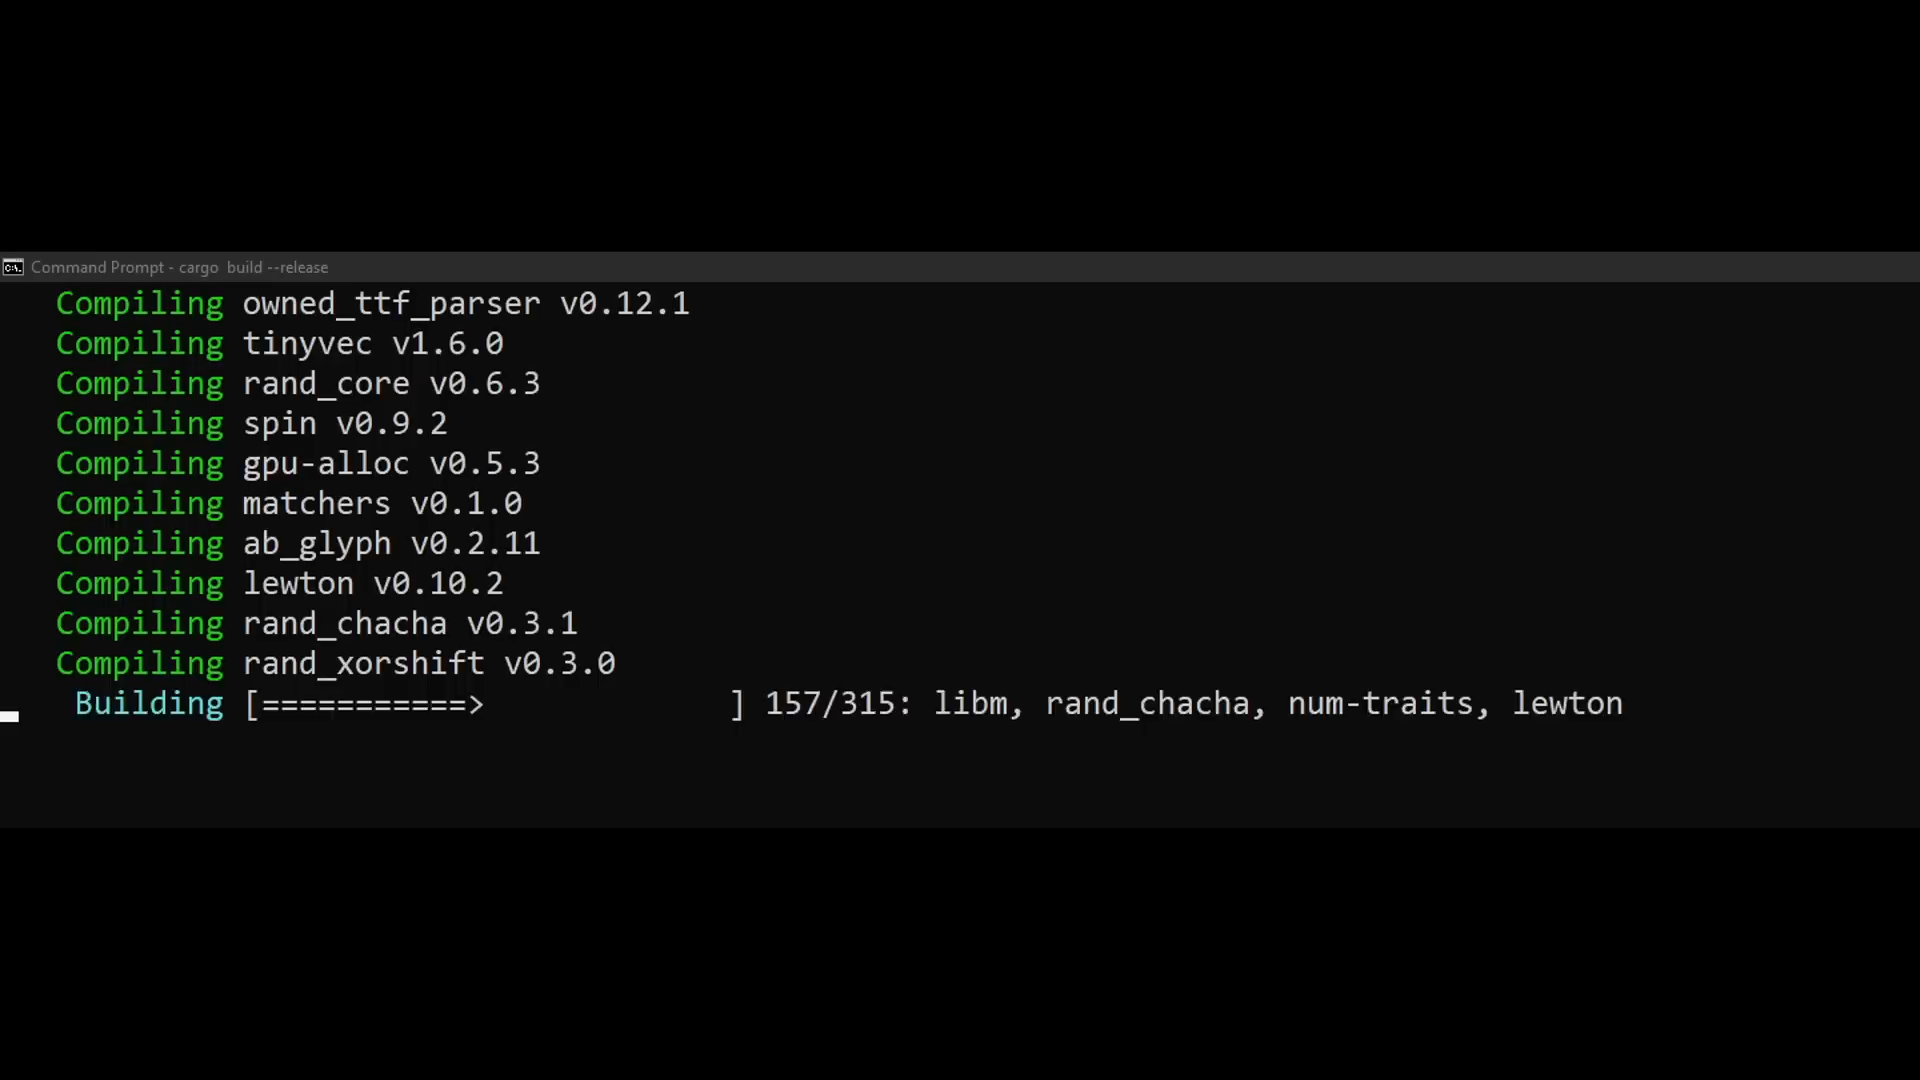 Command Prompt - cargo  build --release
Compiling owned_ttf_parser v0.12.1
Compiling tinyvec v1.6.0
Compiling rand_core v0.6.3
Compiling spin v0.9.2
Compiling gpu-alloc v0.5.3
Compiling matchers v0.1.0
Compiling ab_glyph v0.2.11
Compiling lewton v0.10.2
Compiling rand_chacha v0.3.1
Compiling rand_xorshift v0.3.0
Building [===========>             ] 157/315: libm, rand_chacha, num-traits, lewton